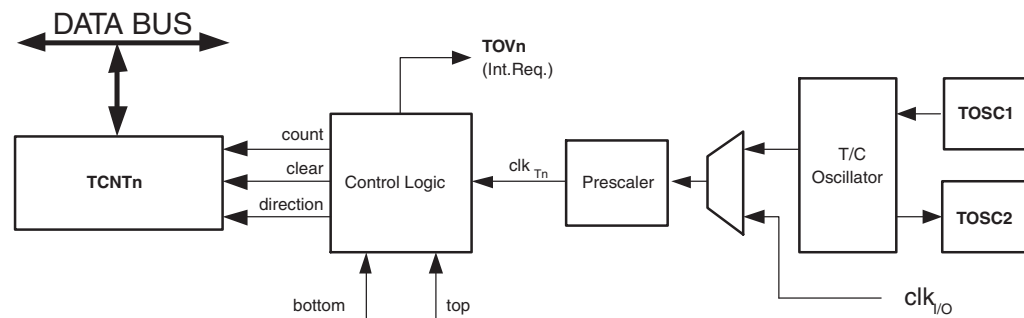 DATA BUS
TOVn
(Int.Req.)
TOSC1
count
T/C
Oscillator
TCNTn
clear
Control Logic
clk Tn
Prescaler
direction
TOSC2
bottom
top
clk I/O